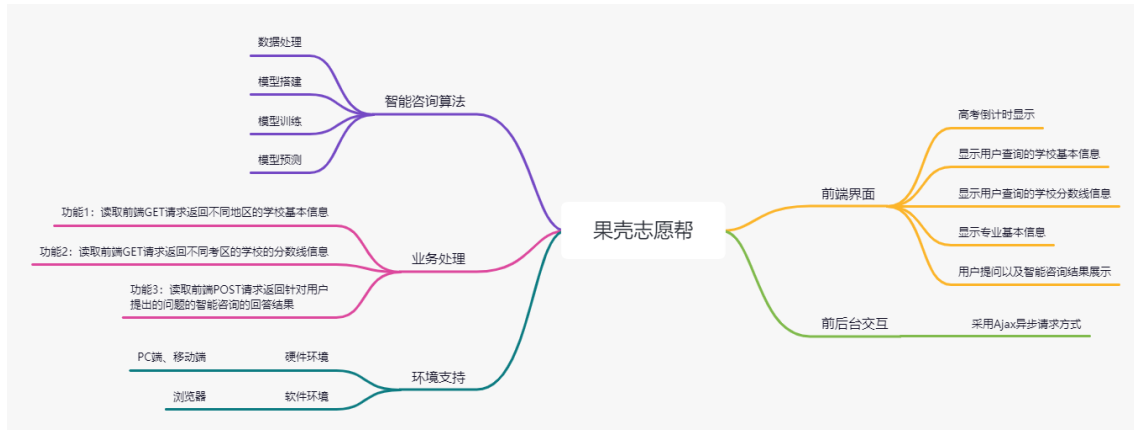 果壳志愿帮
智能咨询算法
数据处理
模型搭建
模型训练
模型预测
业务处理
功能1：读取前端GET请求返回不同地区的学校基本信息
功能2：读取前端GET请求返回不同考区的学校的分数线信息
功能3：读取前端POST请求返回针对用户
提出的问题的智能咨询的回答结果
环境支持
硬件环境
PC端、移动端
软件环境
浏览器
前端界面
高考倒计时显示
显示用户查询的学校基本信息
显示用户查询的学校分数线信息
显示专业基本信息
用户提问以及智能咨询结果展示
前后台交互
采用Ajax异步请求方式